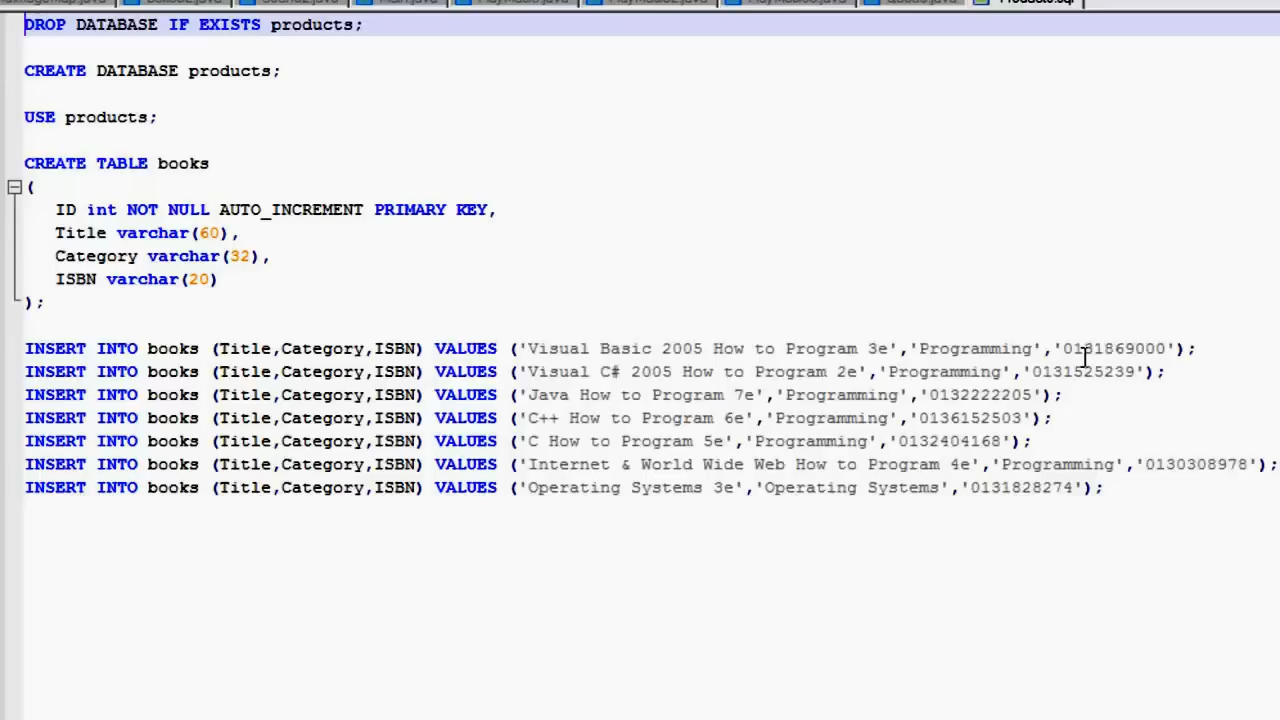 DROP DATABASE IF EXISTS products;
CREATE DATABASE products;
USE products;
CREATE TABLE books
(
ID int NOT NULL AUTO_INCREMENT PRIMARY KEY,
Title varchar(60),
Category varchar(32),
ISBN varchar(20)
);
INSERT INTO books (Title,Category,ISBN) VALUES ('Visual Basic 2005 How to Program 3e','Programming','0131869000');
INSERT INTO books (Title,Category,ISBN) VALUES ('Visual C# 2005 How to Program 2e','Programming','0131525239');
INSERT INTO books (Title,Category,ISBN) VALUES ('Java How to Program 7e','Programming','0132222205');
INSERT INTO books (Title,Category,ISBN) VALUES ('C++ How to Program 6e','Programming','0136152503');
INSERT INTO books (Title,Category,ISBN) VALUES ('C How to Program 5e','Programming','0132404168');
INSERT INTO books (Title,Category,ISBN) VALUES ('Internet & World Wide Web How to Program 4e','Programming','0130308978');
INSERT INTO books (Title,Category,ISBN) VALUES ('Operating Systems 3e','Operating Systems','0131828274');